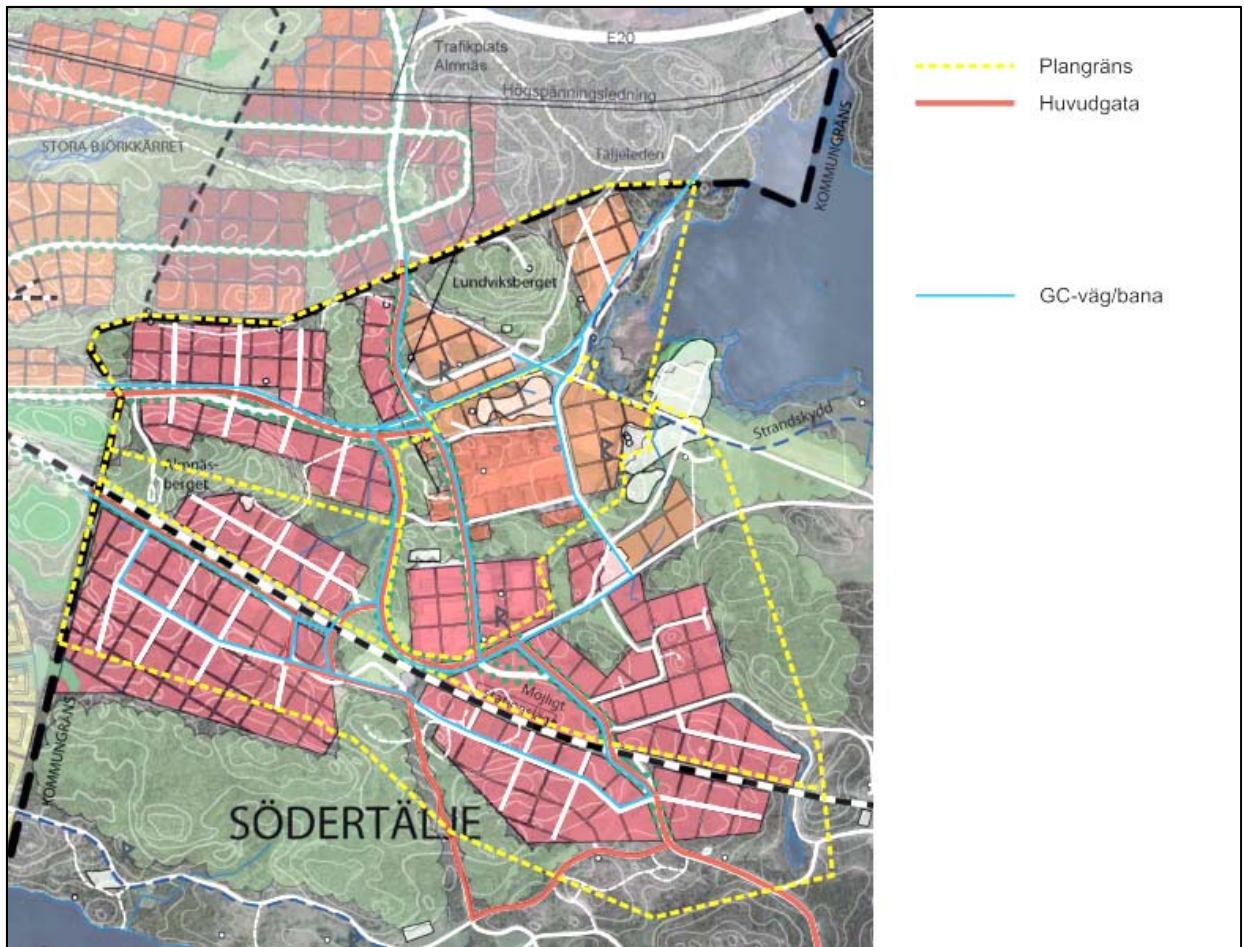 E20
Trafikplats
Almnäs
Högspänningsledning
KOMMUNGRÄNS
STORA BJÖRKKÄRRET
Täljeleden
Lundviksberget
Strandskydd
Almnäs-
berget
Möjligt
KOMMUNGRÄNS
SÖDERTÄLJE
Plangräns
Huvudgata
GC-väg/bana